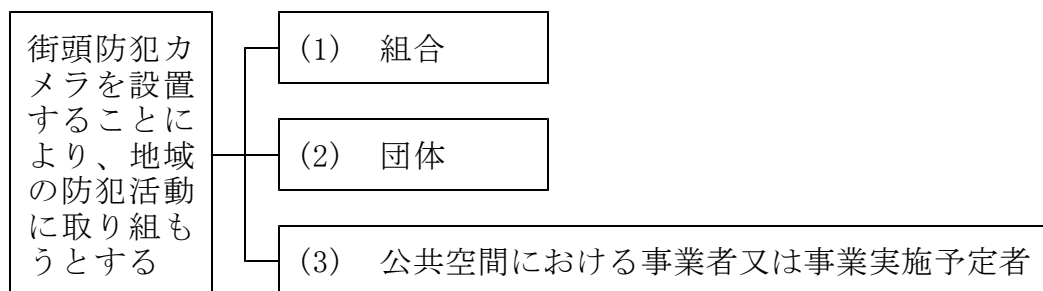 街頭防犯カ
メラを設置
することに
より、地域
の防犯活動
に取り組も
うとする
(1) 組合
(2) 団体
(3) 公共空間における事業者又は事業実施予定者